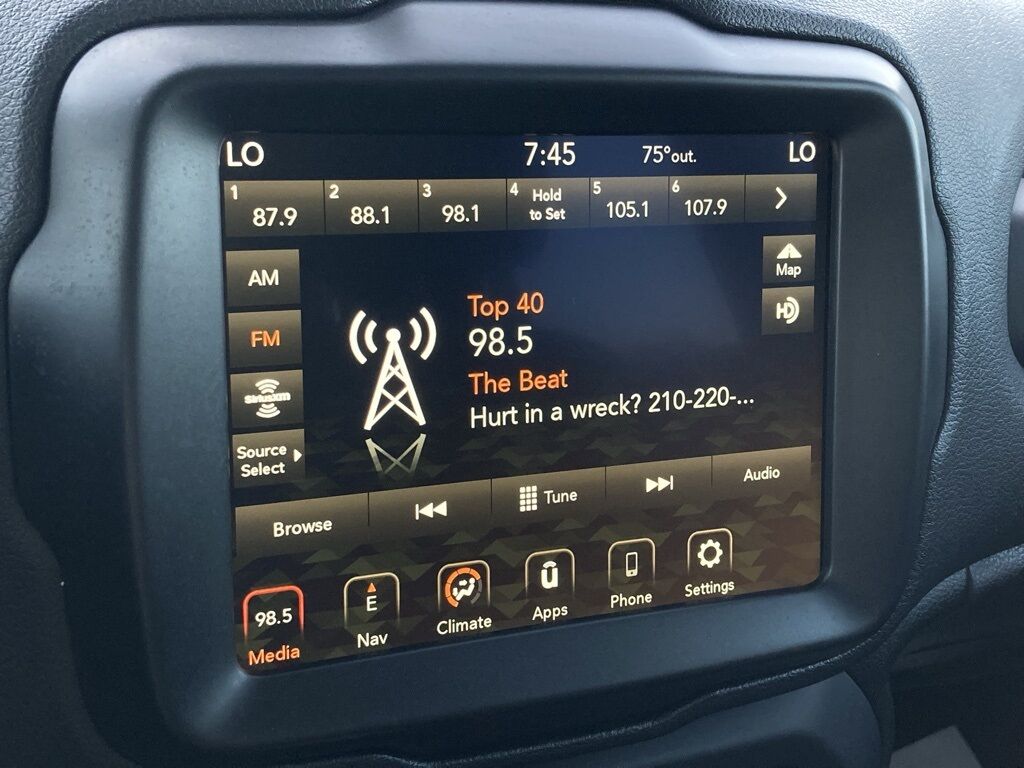 LO 7:45 75°out. LO
1 87.9 2 88.1 3 98.1 4 Hold to Set 5 105.1 6 107.9
AM
Map
FM
HD
Top 40
98.5
The Beat
Hurt in a wreck? 210-220-...
SiriusXM
Source
Select
Browse Tune Audio
98.5 E u
Media Nav Climate Apps Phone Settings